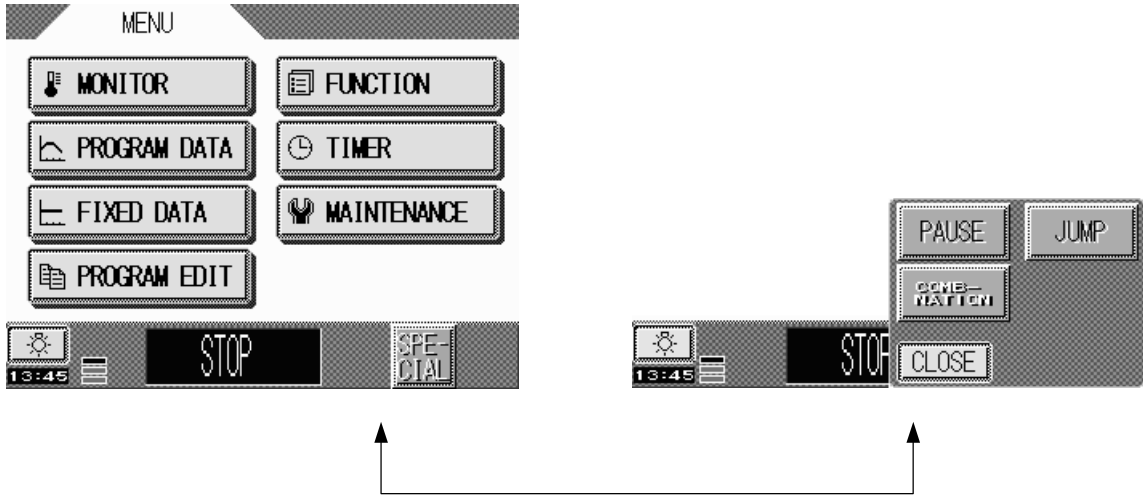 MENU
MONITOR
FUNCTION
PROGRAM DATA
TIMER
FIXED DATA
MAINTENANCE
PROGRAM EDIT
13:45
STOP
SPE-
CIAL
PAUSE
JUMP
COMB-
NATION
CLOSE
13:45
STOP